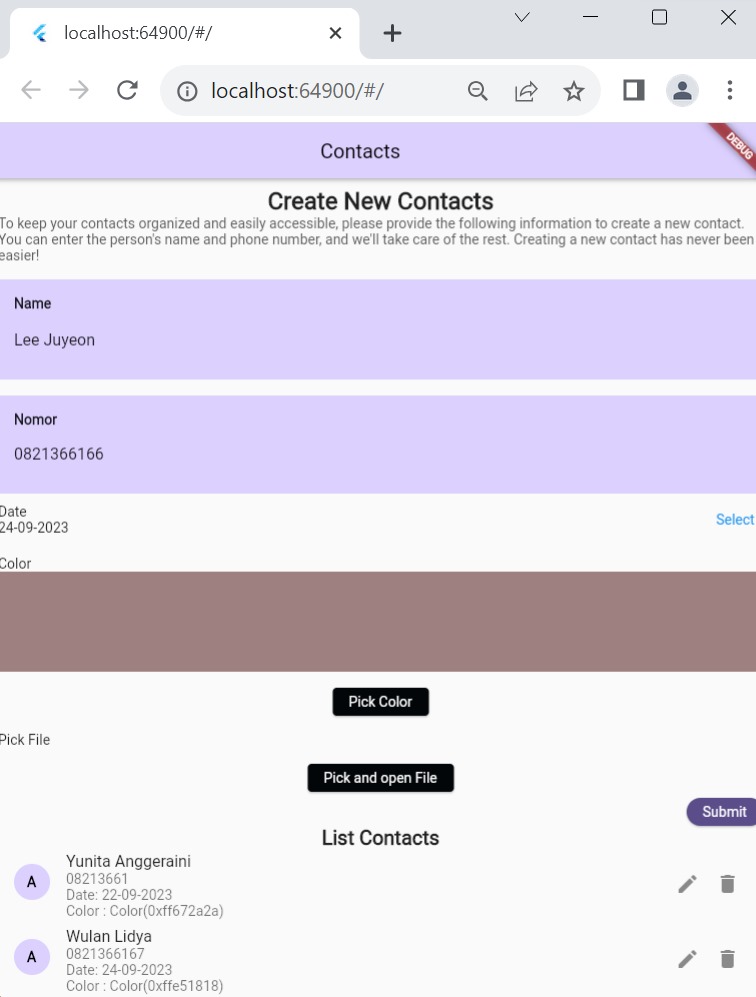 localhost:64900/#/
localhost:64900/#/
Contacts
DEBUG
Create New Contacts
To keep your contacts organized and easily accessible, please provide the following information to create a new contact.
You can enter the person's name and phone number, and we'll take care of the rest. Creating a new contact has never been
easier!
Name
Lee Juyeon
Nomor
0821366166
Date
24-09-2023
Select
Color
Pick Color
Pick File
Pick and open File
Submit
List Contacts
A
Yunita Anggeraini
08213661
Date: 22-09-2023
Color : Color(0xff672a2a)
A
Wulan Lidya
0821366167
Date: 24-09-2023
Color : Color(0xffe51818)